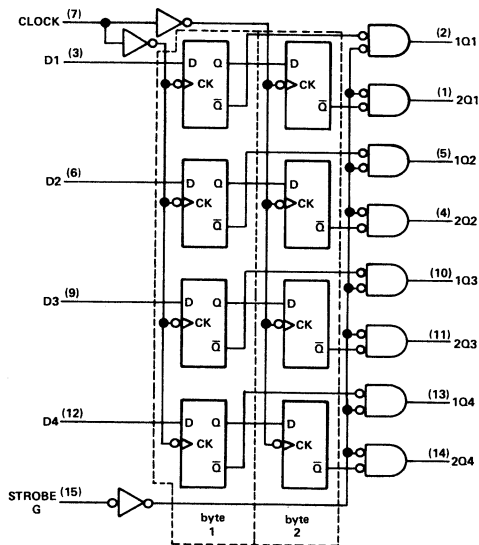 CLOCK (7)
(2) 1Q1
D1 (3)
D Q D
CK CK
Q̅ Q̅
(1) 2Q1
(5) 1Q2
D2 (6)
D Q D
CK CK
Q̅ Q̅
(4) 2Q2
(10) 1Q3
D3 (9)
D Q D
CK CK
Q̅ Q̅
(11) 2Q3
(13) 1Q4
D4 (12)
D Q D
CK CK
Q̅ Q̅
(14) 2Q4
STROBE (15)
G
byte byte
1 2